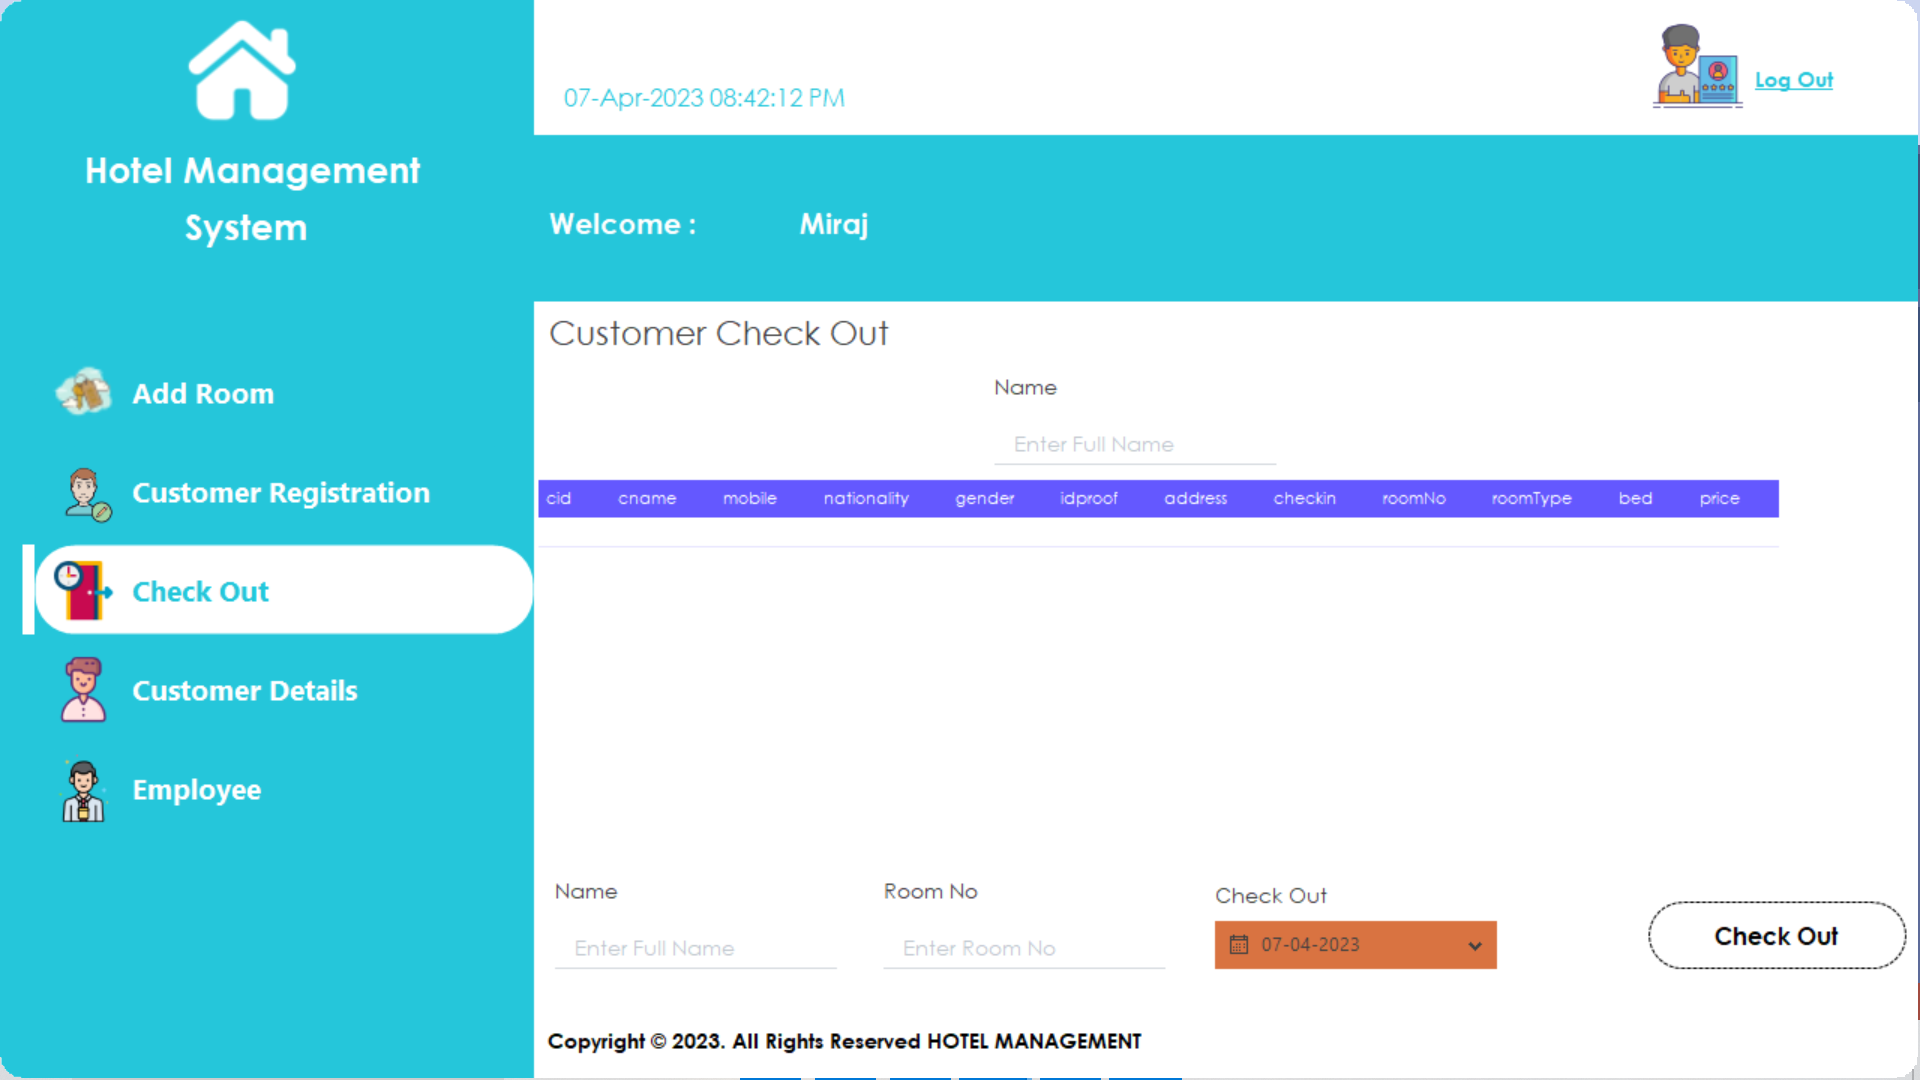 Hotel Management
System
07-Apr-2023 08:42:12 PM
Log Out
Welcome : Miraj
Add Room
Customer Registration
Check Out
Customer Details
Employee
Customer Check Out
Name
Enter Full Name
cid cname mobile nationality gender idproof address checkin roomNo roomType bed price
Name Room No Check Out
Enter Full Name Enter Room No 07-04-2023 Check Out
Copyright © 2023. All Rights Reserved HOTEL MANAGEMENT